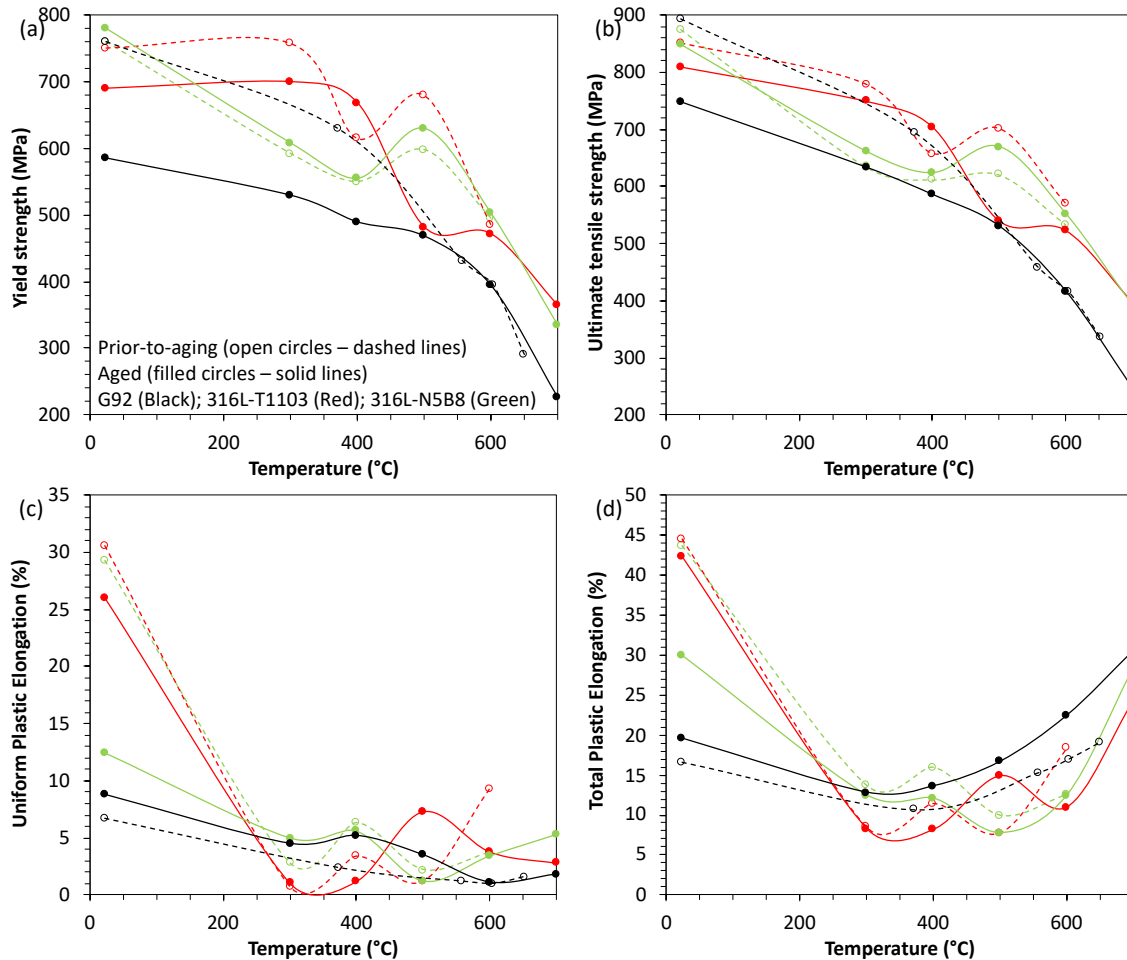 (a)
Yield strength (MPa)
800
700
600
500
400
300
200
Prior-to-aging (open circles – dashed lines)
Aged (filled circles – solid lines)
G92 (Black); 316L-T1103 (Red); 316L-N5B8 (Green)
0 200 400 600
Temperature (°C)
(b)
Ultimate tensile strength (MPa)
900
800
700
600
500
400
300
200
0 200 400 600
Temperature (°C)
(c)
Uniform Plastic Elongation (%)
35
30
25
20
15
10
5
0
0 200 400 600
Temperature (°C)
(d)
Total Plastic Elongation (%)
50
45
40
35
30
25
20
15
10
5
0
0 200 400 600
Temperature (°C)